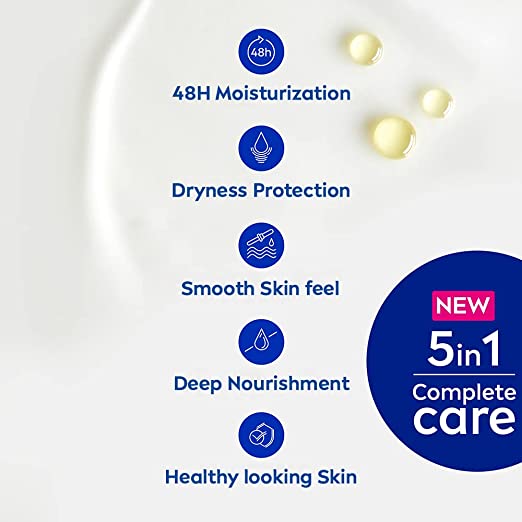 48h
48H Moisturization
Dryness Protection
Smooth Skin feel
Deep Nourishment
Healthy looking Skin
NEW
5in1
Complete
care